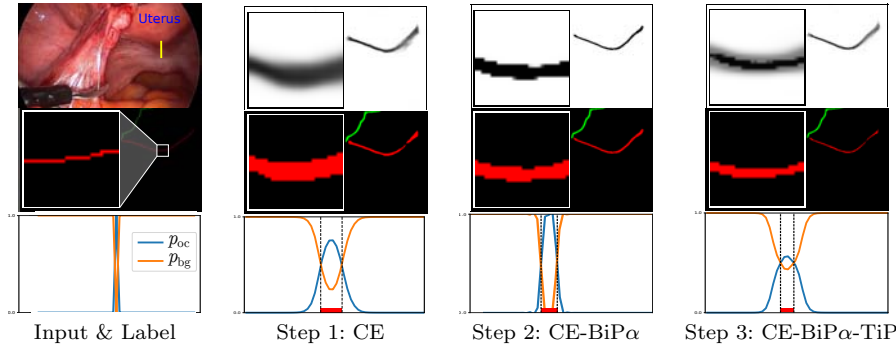 Uterus
1.0
1.0
1.0
1.0
p_oc
p_bg
0.0
0.0
0.0
0.0
Input & Label
Step 1: CE
Step 2: CE-BiPα
Step 3: CE-BiPα-TiP